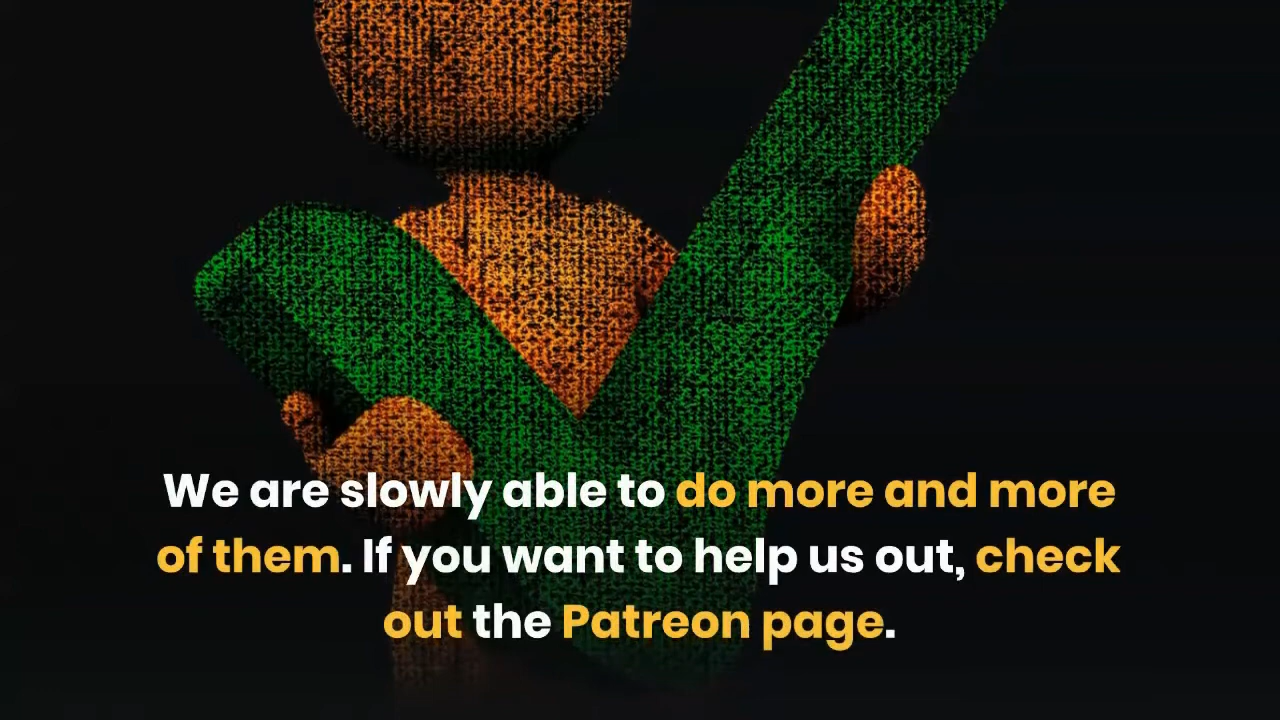 We are slowly able to do more and more
of them. If you want to help us out, check
out the Patreon page.